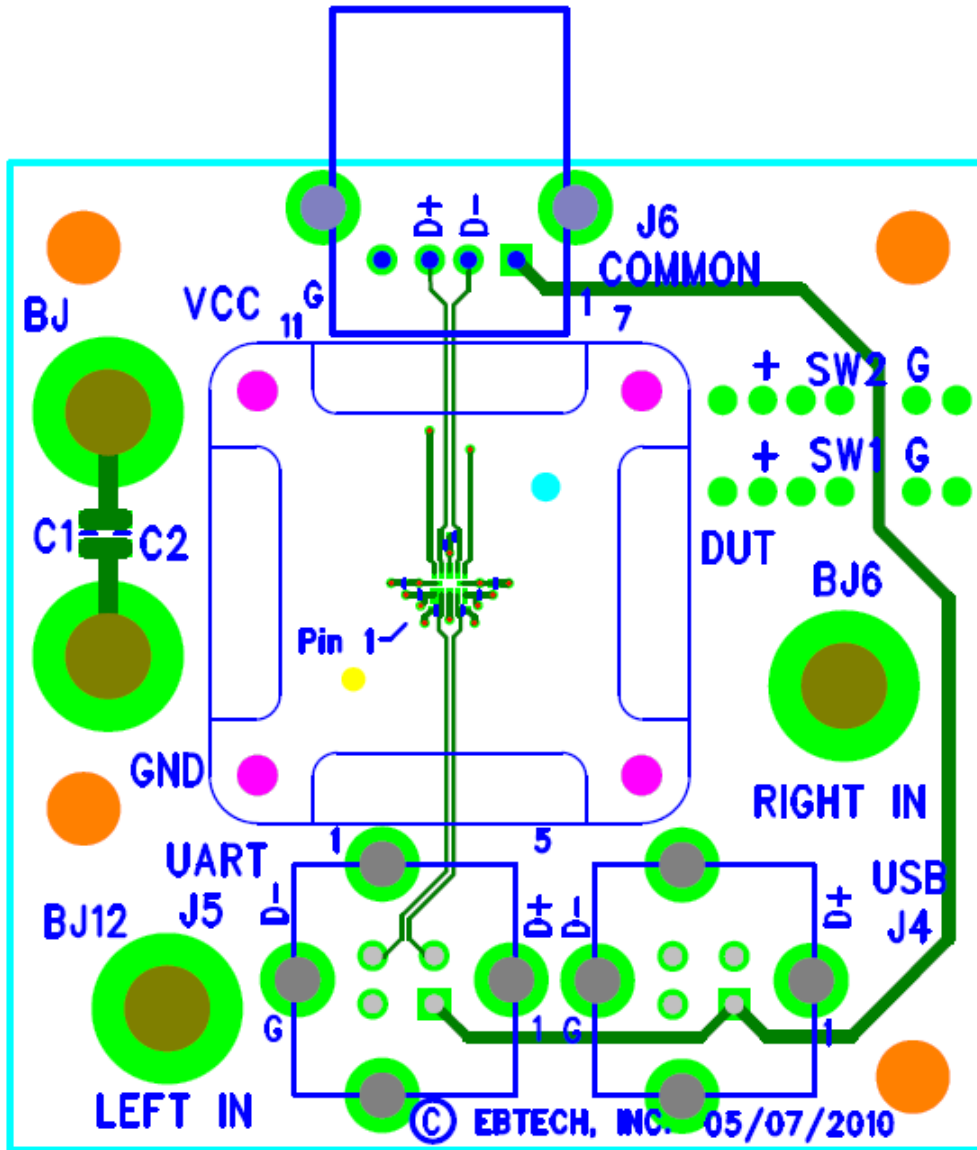 D+ D-
J6
COMMON
BJ
VCC
G
1
11
7
+ SW2 G
+ SW1 G
C1
C2
DUT
BJ6
Pin 1
GND
RIGHT IN
1
5
UART
USB
D-
J5
D+
D-
D+
BJ12
J4
G
1
G
1
LEFT IN
© EBTECH, INC. 05/07/2010